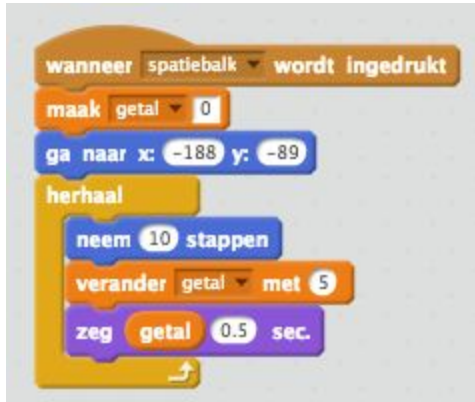 wanneer spatiebalk wordt ingedrukt
maak getal 0
ga naar x: -188 y: -89
herhaal
neem 10 stappen
verander getal met 5
zeg getal 0.5 sec.